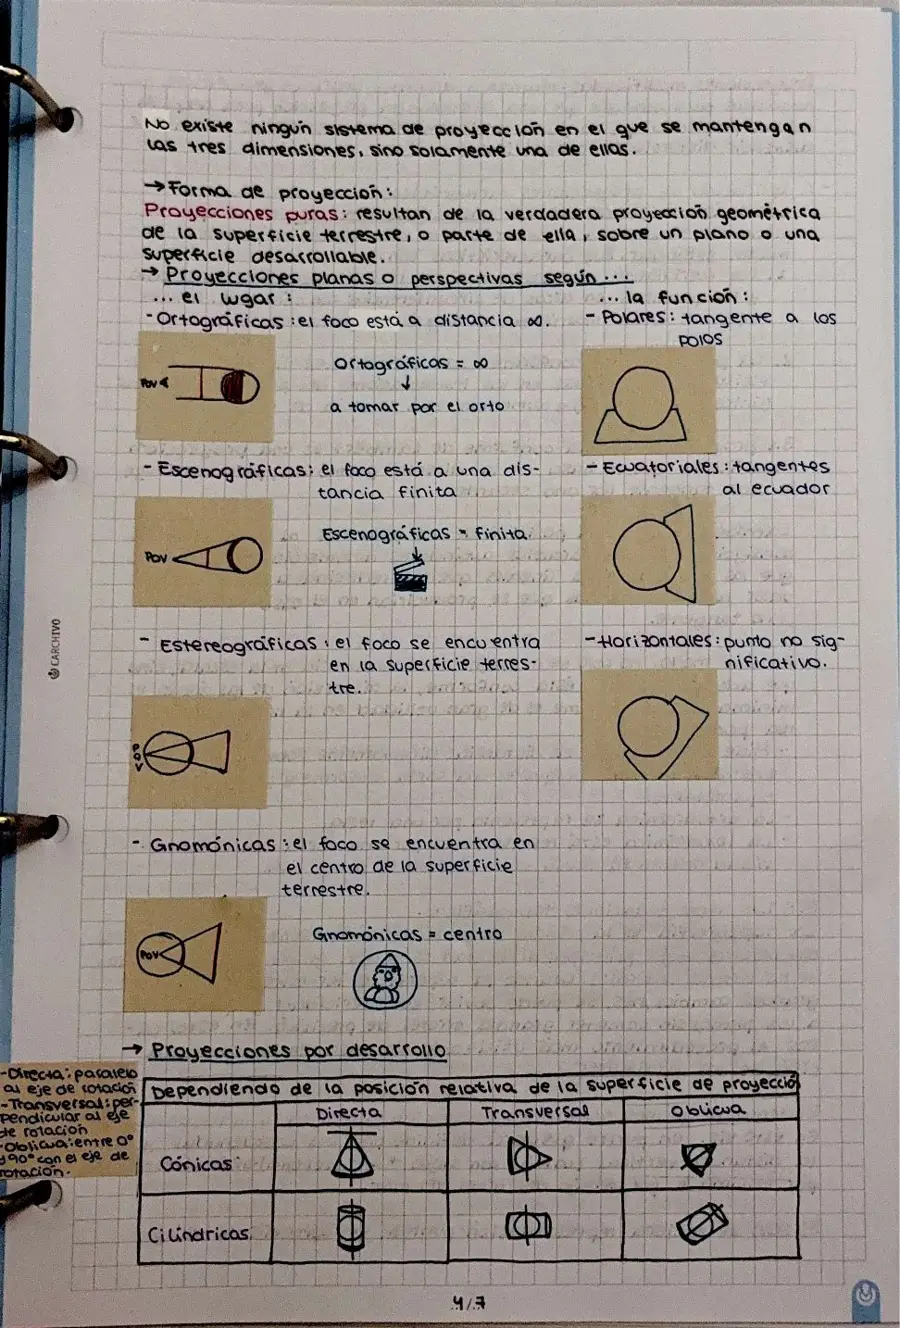 No existe ningún sistema de proyección en el que se mantengan
las tres dimensiones, sino solamente una de ellas.
→ Forma de proyección:
Proyecciones puras: resultan de la verdadera proyección geométrica
de la superficie terrestre, o parte de ella, sobre un plano o una
superficie desarrollable.
→ Proyecciones planas o perspectivas según...
... el lugar:
- Ortográficas: el foco está a distancia ∞.
POV
Ortográficas = ∞
↓
a tomar por el orto
- Escenográficas: el foco está a una dis-
tancia finita
POV
Escenográficas = finita
- Estereográficas: el foco se encuentra
en la superficie terres-
tre.
POV
- Gnomónicas: el foco se encuentra en
el centro de la superficie
terrestre.
POV
Gnomónicas = centro
... la función:
- Polares: tangente a los
polos
- Ecuatoriales: tangentes
al ecuador
- Horizontales: punto no sig-
nificativo.
→ Proyecciones por desarrollo
- Directa: paralelo
al eje de rotación
- Transversal: per-
pendicular al eje
de rotación
- Oblicua: entre 0°
y 90° con el eje de
rotación.
Dependiendo de la posición relativa de la superficie de proyección
Directa Transversal Oblicua
Cónicas
Cilíndricas
4/7
CARCHIVO